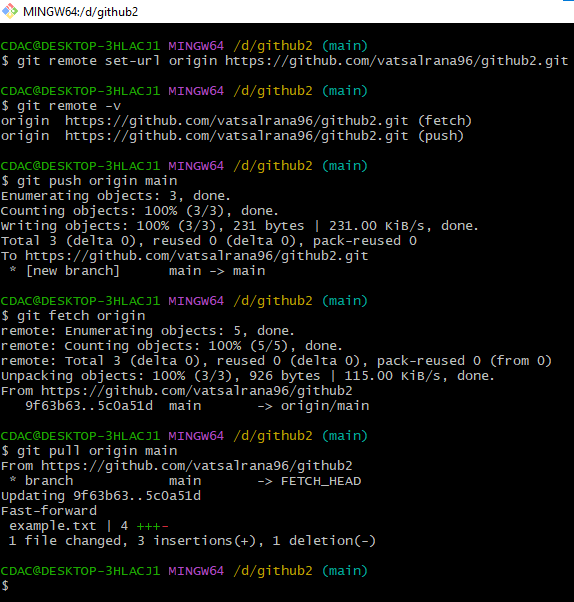 MINGW64:/d/github2
CDAC@DESKTOP-3HLACJ1 MINGW64 /d/github2 (main)
$ git remote set-url origin https://github.com/vatsalrana96/github2.git
CDAC@DESKTOP-3HLACJ1 MINGW64 /d/github2 (main)
$ git remote -v
origin  https://github.com/vatsalrana96/github2.git (fetch)
origin  https://github.com/vatsalrana96/github2.git (push)
CDAC@DESKTOP-3HLACJ1 MINGW64 /d/github2 (main)
$ git push origin main
Enumerating objects: 3, done.
Counting objects: 100% (3/3), done.
Writing objects: 100% (3/3), 231 bytes | 231.00 KiB/s, done.
Total 3 (delta 0), reused 0 (delta 0), pack-reused 0
To https://github.com/vatsalrana96/github2.git
 * [new branch]      main -> main
CDAC@DESKTOP-3HLACJ1 MINGW64 /d/github2 (main)
$ git fetch origin
remote: Enumerating objects: 5, done.
remote: Counting objects: 100% (5/5), done.
remote: Total 3 (delta 0), reused 0 (delta 0), pack-reused 0 (from 0)
Unpacking objects: 100% (3/3), 926 bytes | 115.00 KiB/s, done.
From https://github.com/vatsalrana96/github2
   9f63b63..5c0a51d  main       -> origin/main
CDAC@DESKTOP-3HLACJ1 MINGW64 /d/github2 (main)
$ git pull origin main
From https://github.com/vatsalrana96/github2
 * branch            main       -> FETCH_HEAD
Updating 9f63b63..5c0a51d
Fast-forward
 example.txt | 4 +++-
 1 file changed, 3 insertions(+), 1 deletion(-)
CDAC@DESKTOP-3HLACJ1 MINGW64 /d/github2 (main)
$